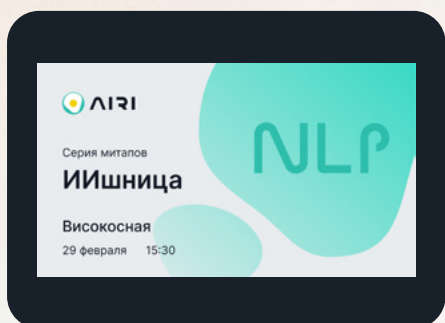 AIRI
Серия митапов
ИИшница
NLP
Високосная
29 февраля 15:30